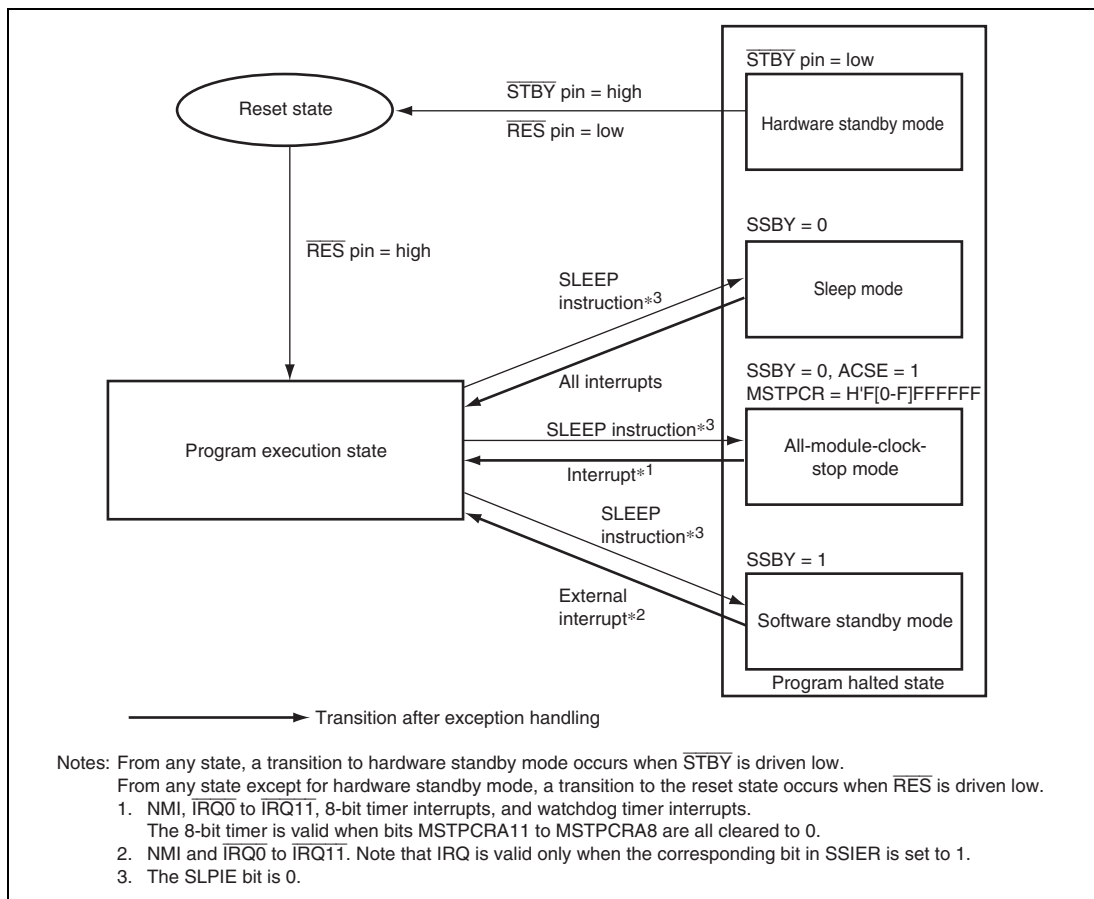 STBY pin = low
STBY pin = high
Reset state
RES pin = low
Hardware standby mode
RES pin = high
SSBY = 0
SLEEP
instruction*3
Sleep mode
All interrupts
SSBY = 0, ACSE = 1
MSTPCR = H'F[0-F]FFFFFF
Program execution state
SLEEP instruction*3
Interrupt*1
All-module-clock-
stop mode
SLEEP
instruction*3
SSBY = 1
External
interrupt*2
Software standby mode
Program halted state
Transition after exception handling
Notes: From any state, a transition to hardware standby mode occurs when STBY is driven low.
From any state except for hardware standby mode, a transition to the reset state occurs when RES is driven low.
1. NMI, IRQ0 to IRQ11, 8-bit timer interrupts, and watchdog timer interrupts.
The 8-bit timer is valid when bits MSTPCRA11 to MSTPCRA8 are all cleared to 0.
2. NMI and IRQ0 to IRQ11. Note that IRQ is valid only when the corresponding bit in SSIER is set to 1.
3. The SLPIE bit is 0.